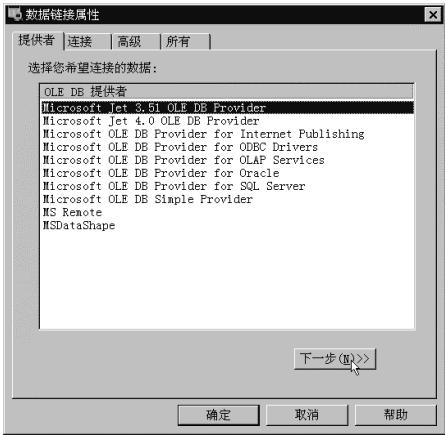 数据链接属性
提供者 连接 高级 所有
选择您希望连接的数据:
OLE DB 提供者
Microsoft Jet 3.51 OLE DB Provider
Microsoft Jet 4.0 OLE DB Provider
Microsoft OLE DB Provider for Internet Publishing
Microsoft OLE DB Provider for ODBC Drivers
Microsoft OLE DB Provider for OLAP Services
Microsoft OLE DB Provider for Oracle
Microsoft OLE DB Provider for SQL Server
Microsoft OLE DB Simple Provider
MS Remote
MSDataShape
下一步(N)>>
确定 取消 帮助